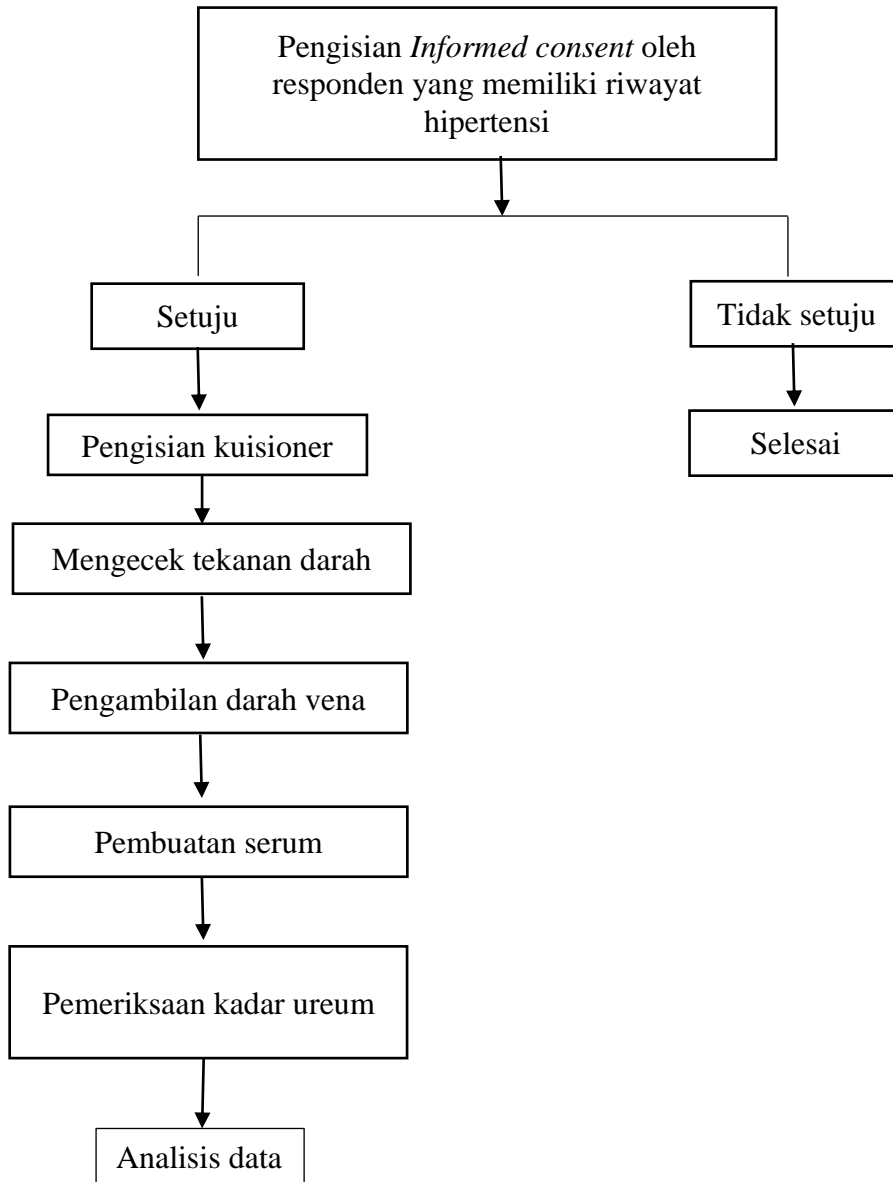 Pengisian Informed consent oleh
responden yang memiliki riwayat
hipertensi
Setuju
Tidak setuju
Pengisian kuisioner
Selesai
Mengecek tekanan darah
Pengambilan darah vena
Pembuatan serum
Pemeriksaan kadar ureum
Analisis data